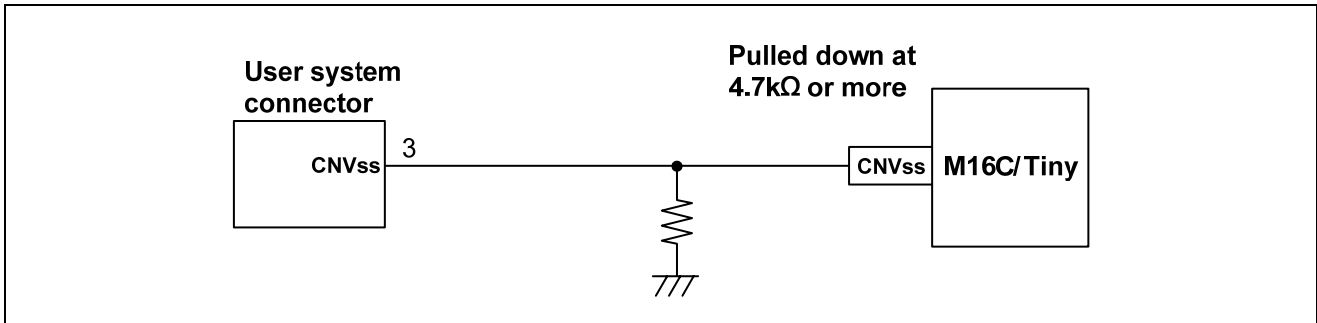 User system
connector
CNVss
3
Pulled down at
4.7kΩ or more
CNVss
M16C/Tiny